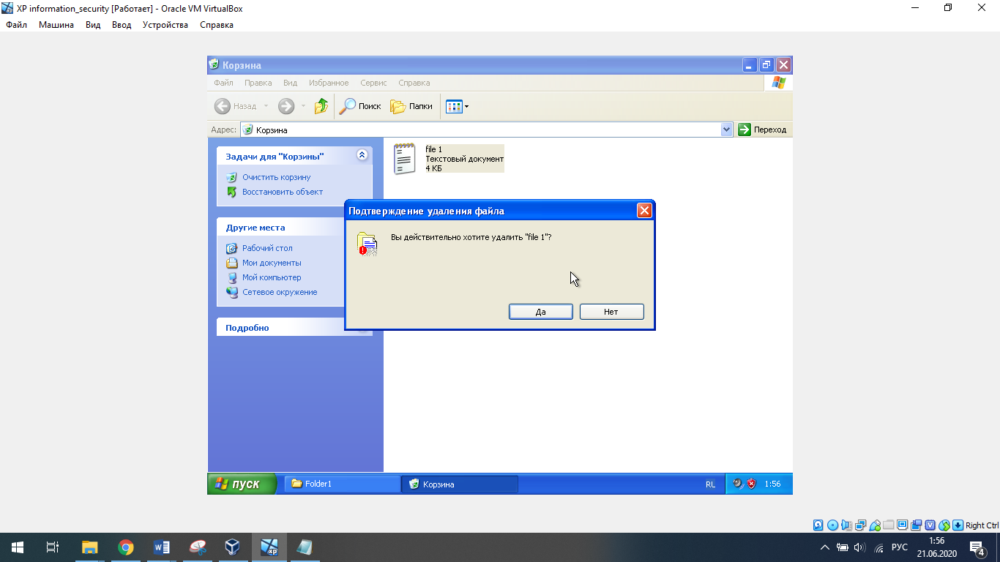 XP information_security [Работает] - Oracle VM VirtualBox
Файл Машина Вид Ввод Устройства Справка
Корзина
Файл Правка Вид Избранное Сервис Справка
Назад Поиск Папки
Адрес: Корзина Переход
Задачи для "Корзины"
Очистить корзину
Восстановить объект
Другие места
Рабочий стол
Мои документы
Мой компьютер
Сетевое окружение
Подробно
file 1
Текстовый документ
4 КБ
Подтверждение удаления файла
Вы действительно хотите удалить "file 1"?
Да Нет
пуск Folder1 Корзина RL 1:56
Right Ctrl
W XP РУС 1:56
21.06.2020
4